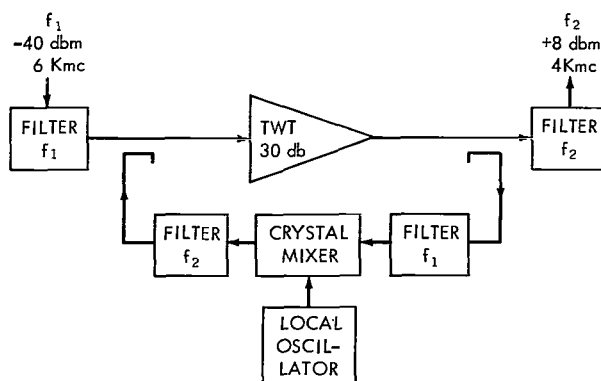 f1
-40 dbm
6 Kmc
f2
+8 dbm
4Kmc
FILTER
f1
TWT
30 db
FILTER
f2
FILTER
f2
CRYSTAL
MIXER
FILTER
f1
LOCAL
OSCIL-
LATOR